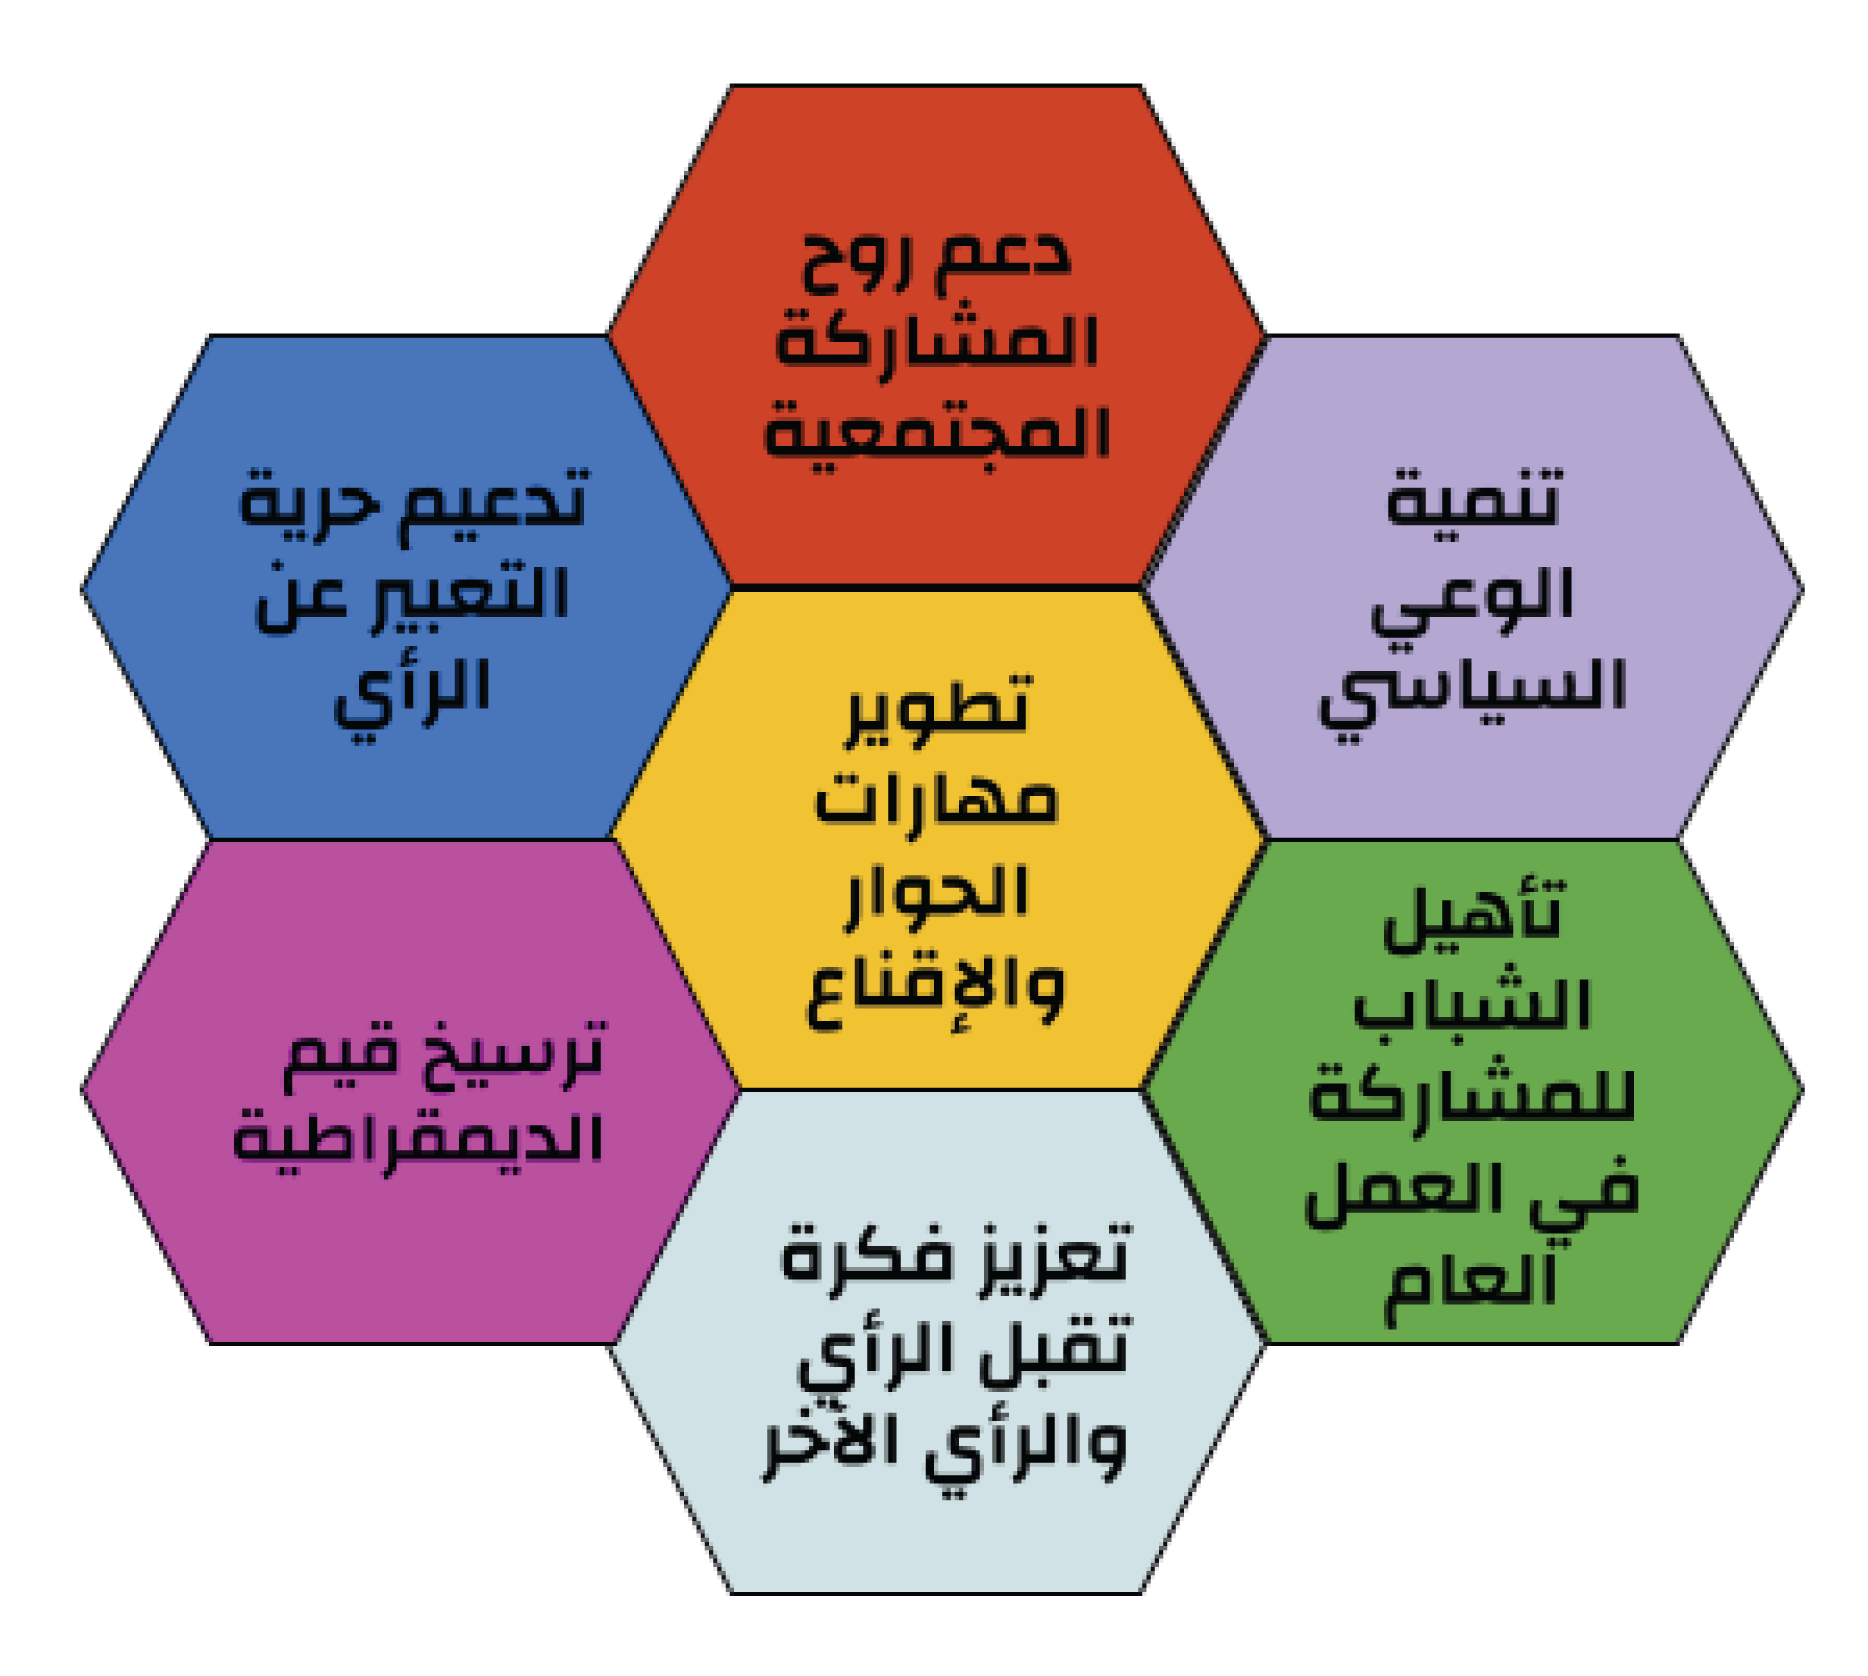 دعم روح
المشاركة
المجتمعية
تنمية
الوعي
السياسي
تدعيم حرية
التعبير عن
الرأي
تطوير
مهارات
الحوار
والإقناع
تأهيل
الشباب
للمشاركة
في العمل
العام
ترسيخ قيم
الديمقراطية
تعزيز فكرة
تقبل الرأي
والرأي الآخر